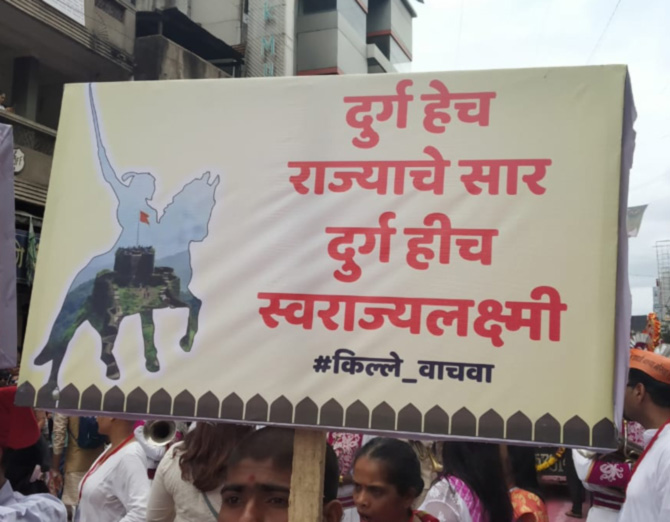 दुर्ग हेच
राज्याचे सार
दुर्ग हीच
स्वराज्यलक्ष्मी
#किल्ले_वाचवा